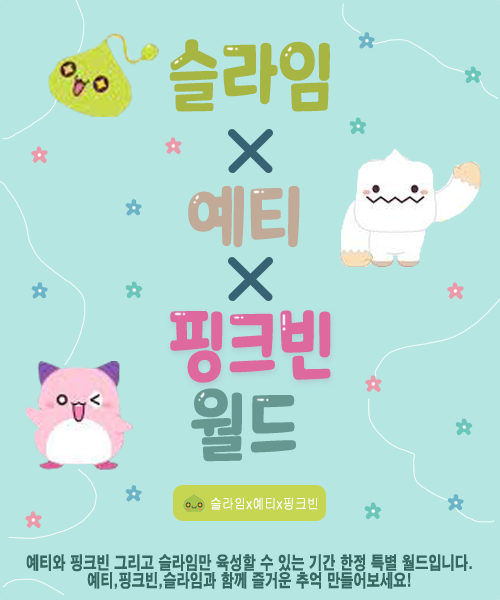 슬라임
×
예티
×
핑크빈
월드
슬라임x예티x핑크빈
예티와 핑크빈 그리고 슬라임만 육성할 수 있는 기간 한정 특별 월드입니다.
예티,핑크빈,슬라임과 함께 즐거운 추억 만들어보세요!